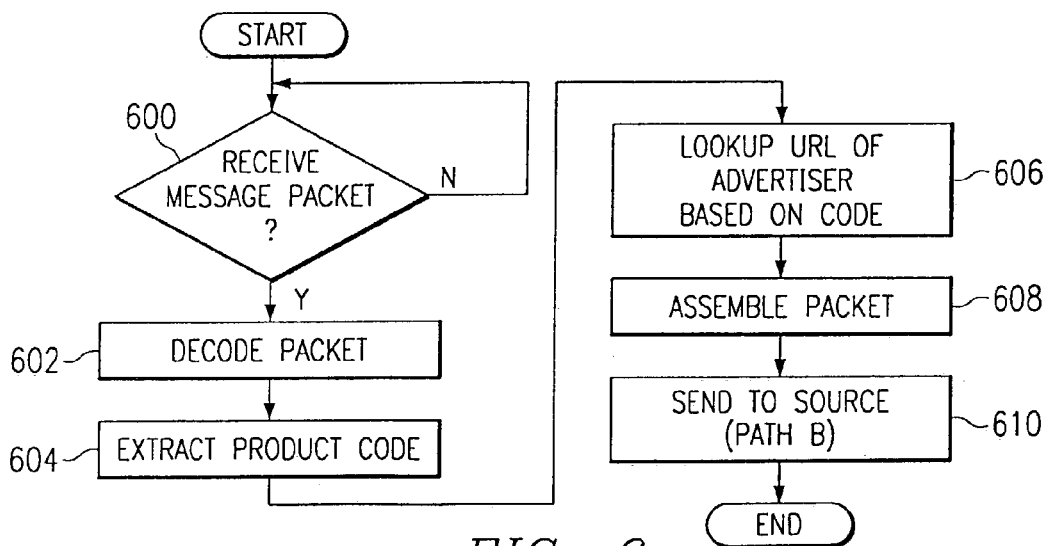 START
600
RECEIVE
MESSAGE PACKET
?
N
Y
602
DECODE PACKET
604
EXTRACT PRODUCT CODE
LOOKUP URL OF
ADVERTISER
BASED ON CODE
606
ASSEMBLE PACKET
608
SEND TO SOURCE
(PATH B)
610
END